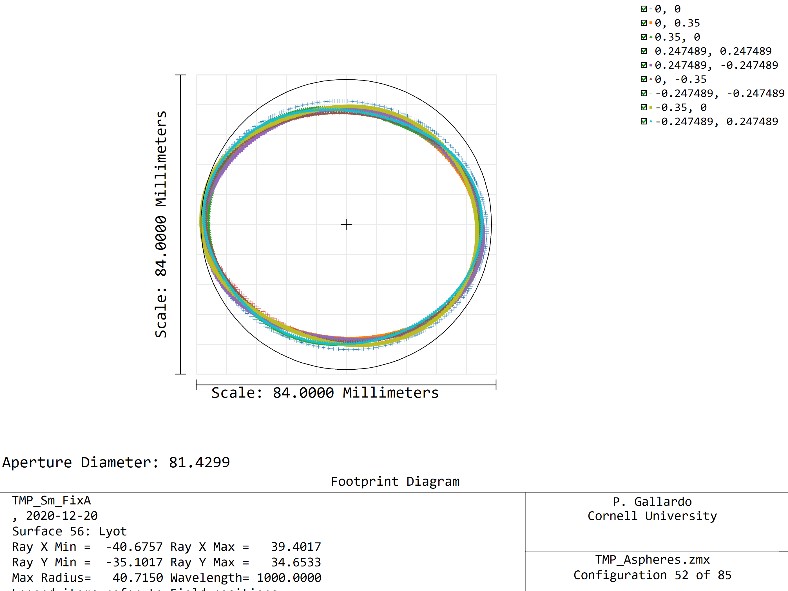 0, 0
0, 0.35
0.35, 0
0.247489, 0.247489
0.247489, -0.247489
0, -0.35
-0.247489, -0.247489
-0.35, 0
-0.247489, 0.247489
Scale: 84.0000 Millimeters
Scale: 84.0000 Millimeters
Aperture Diameter: 81.4299
Footprint Diagram
TMP_Sm_FixA
, 2020-12-20
Surface 56: Lyot
Ray X Min = -40.6757 Ray X Max = 39.4017
Ray Y Min = -35.1017 Ray Y Max = 34.6533
Max Radius= 40.7150 Wavelength= 1000.0000
P. Gallardo
Cornell University
TMP_Aspheres.zmx
Configuration 52 of 85